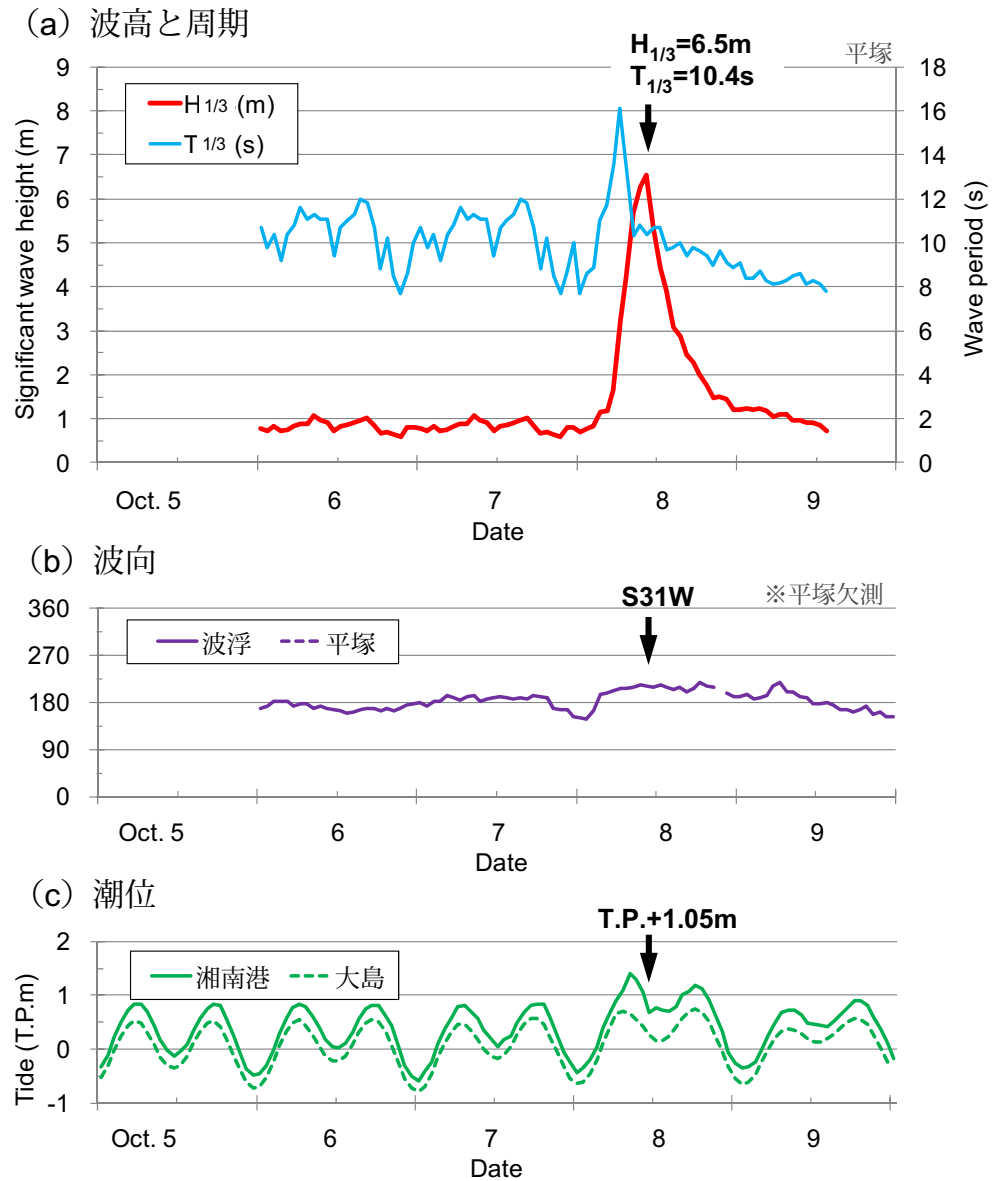 (a) 波高と周期
H1/3=6.5m
T1/3=10.4s
平塚
H 1/3 (m)
T 1/3 (s)
Significant wave height (m)
9
8
7
6
5
4
3
2
1
0
Wave period (s)
18
16
14
12
10
8
6
4
2
0
Oct. 5 6 7 8 9
Date
(b) 波向
S31W
※平塚欠測
波浮 平塚
360
270
180
90
0
Oct. 5 6 7 8 9
Date
(c) 潮位
T.P.+1.05m
湘南港 大島
Tide (T.P.m)
2
1
0
-1
Oct. 5 6 7 8 9
Date